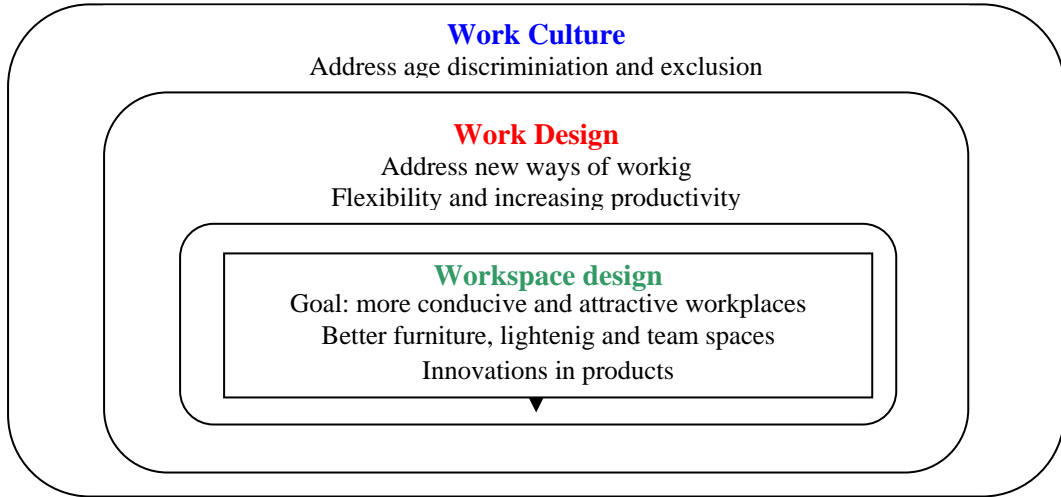 Work Culture
Address age discriminiation and exclusion
Work Design
Address new ways of workig
Flexibility and increasing productivity
Workspace design
Goal: more conducive and attractive workplaces
Better furniture, lightenig and team spaces
Innovations in products